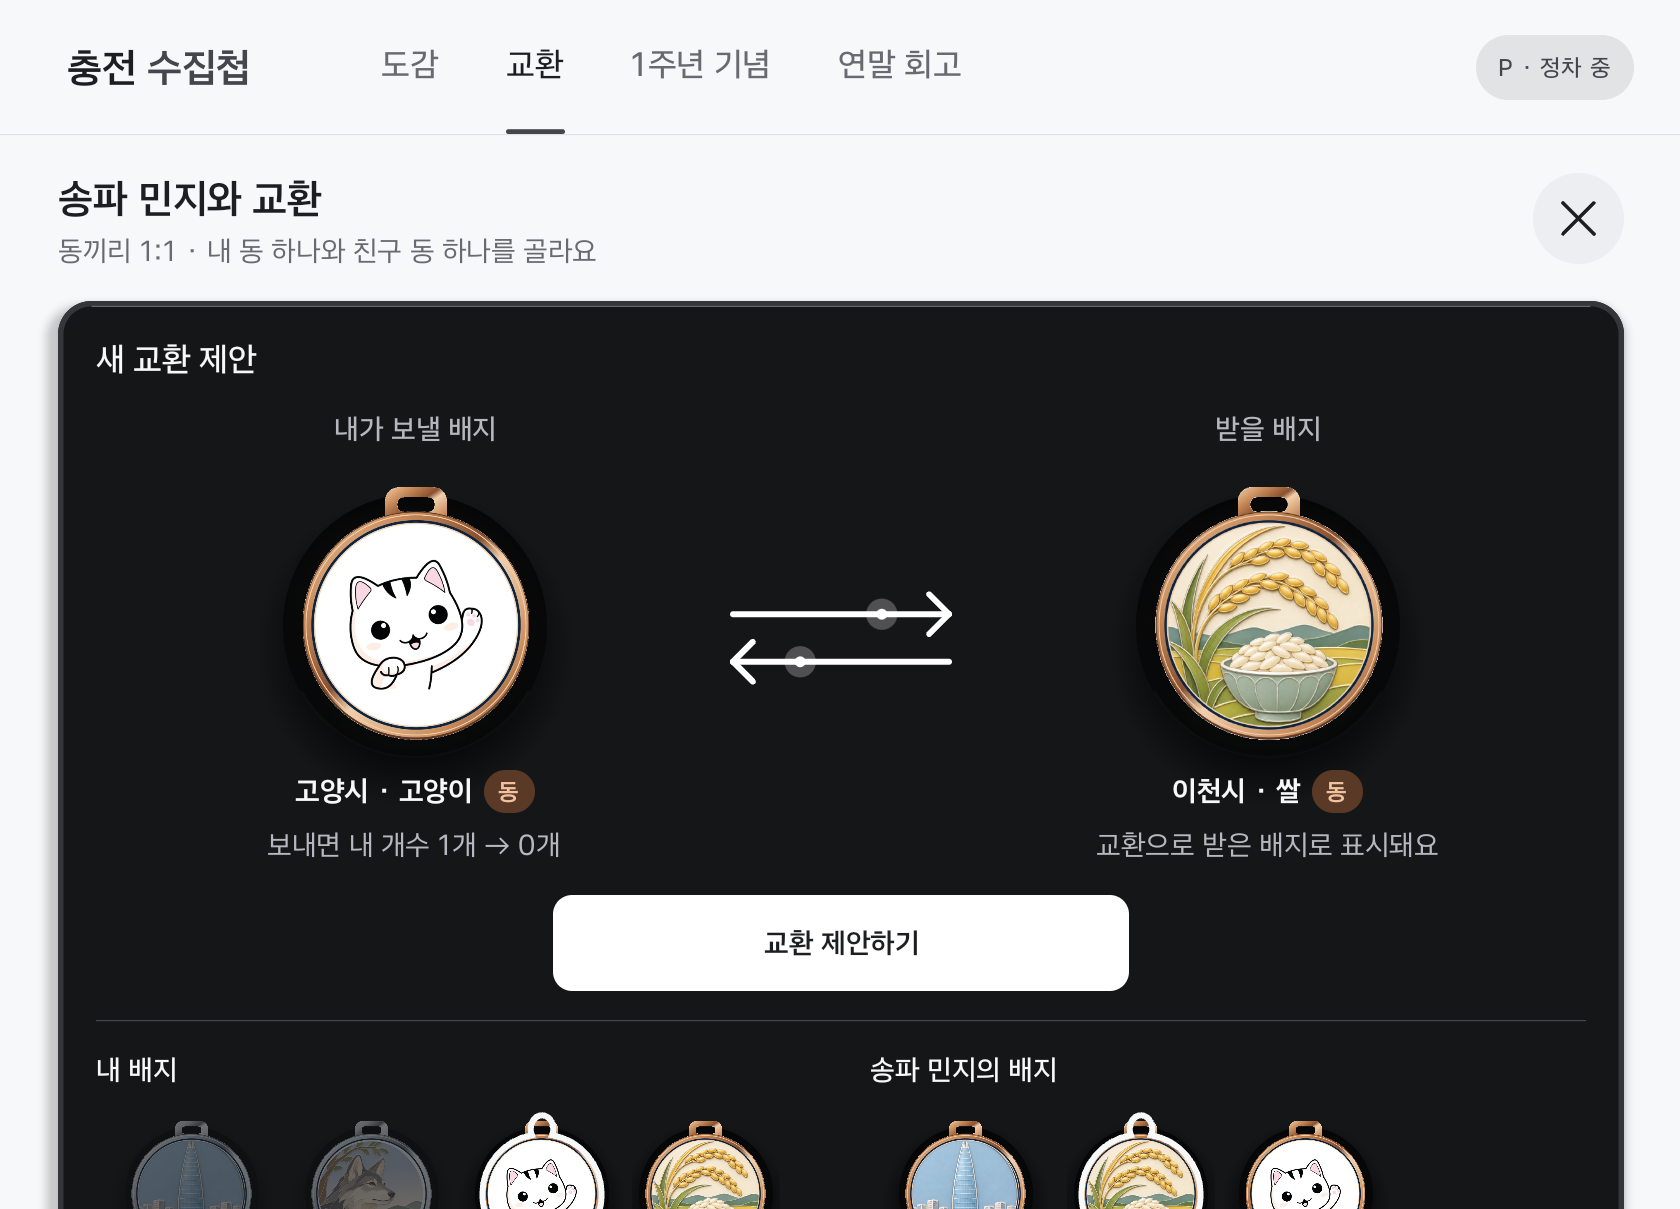 충전 수집첩
도감
교환
1주년 기념
연말 회고
P · 정차 중
송파 민지와 교환
동끼리 1:1 · 내 동 하나와 친구 동 하나를 골라요
새 교환 제안
내가 보낼 배지
받을 배지
고양시 · 고양이 동
보내면 내 개수 1개 → 0개
이천시 · 쌀 동
교환으로 받은 배지로 표시돼요
교환 제안하기
내 배지
송파 민지의 배지